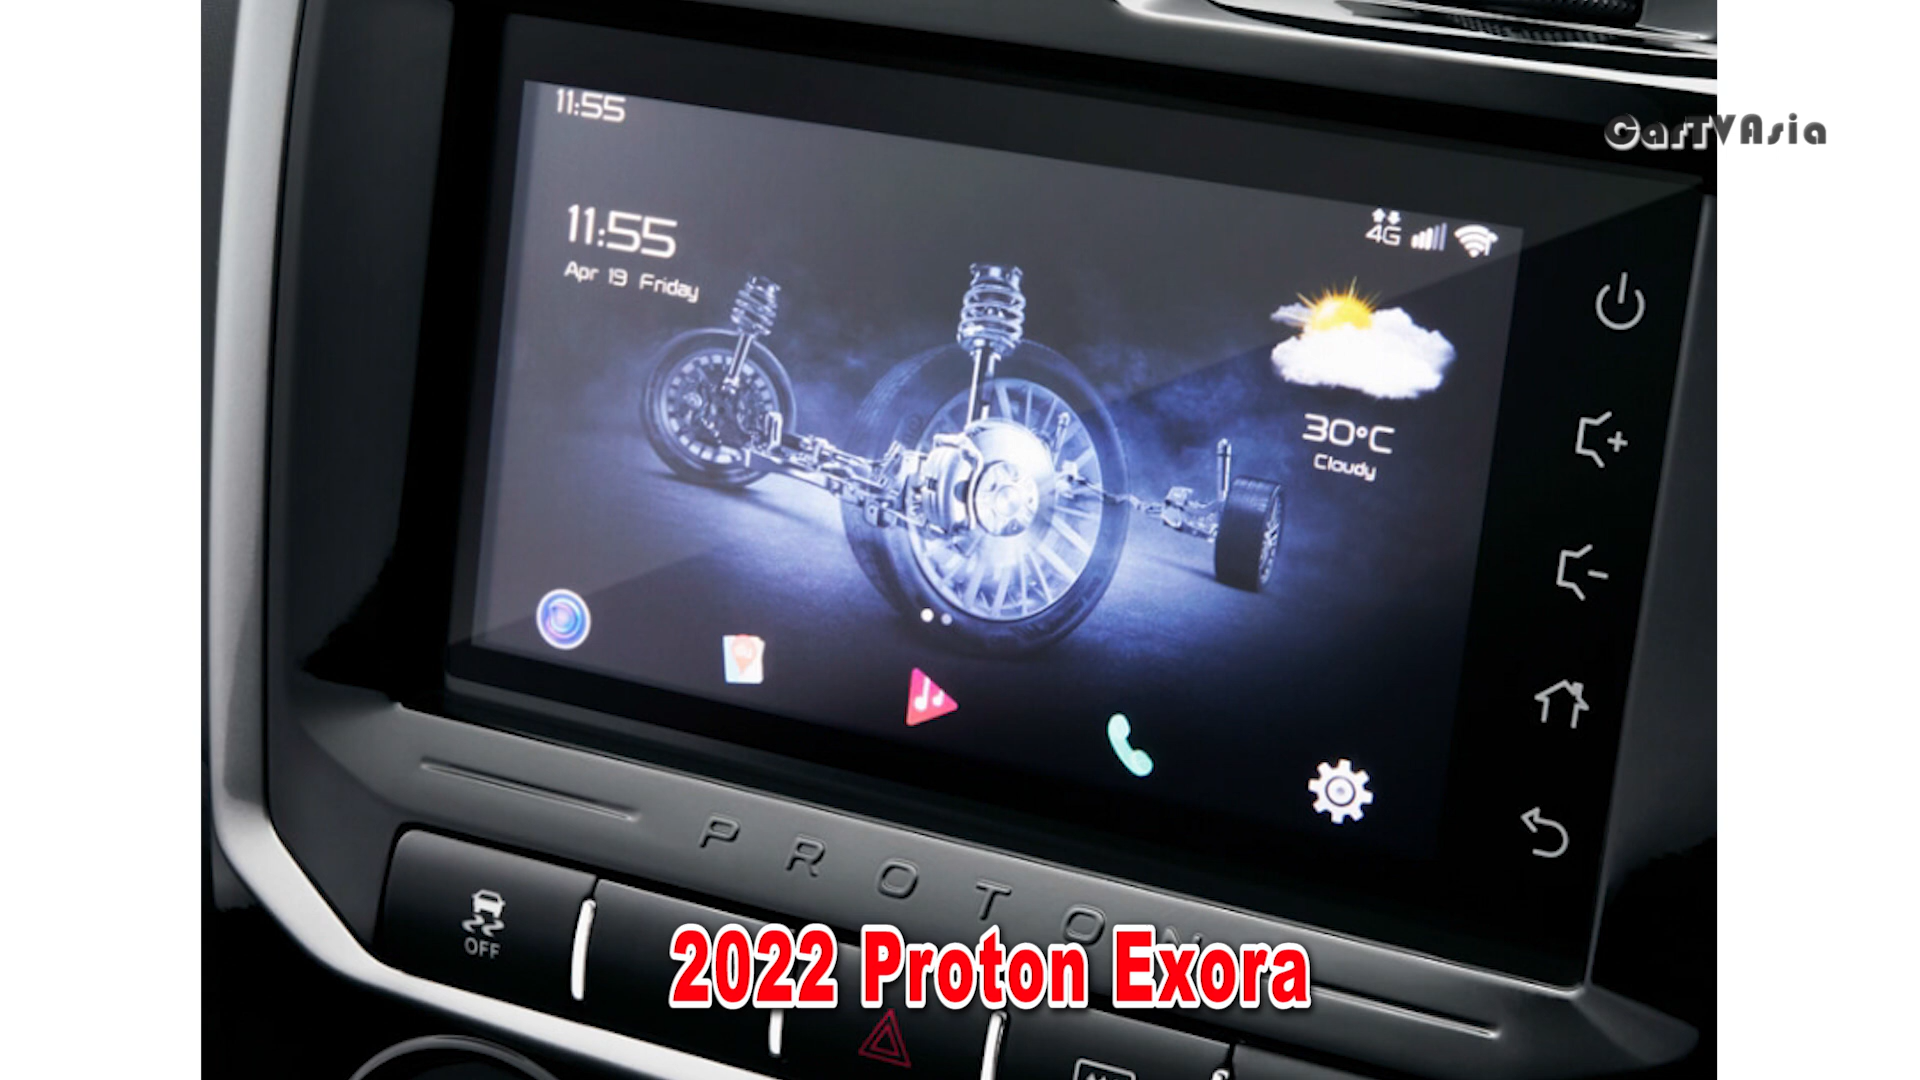 11:55
CarTVAsia
11:55
4G
Apr 19 Friday
30°C
Cloudy
PROTON
OFF
2022 Proton Exora